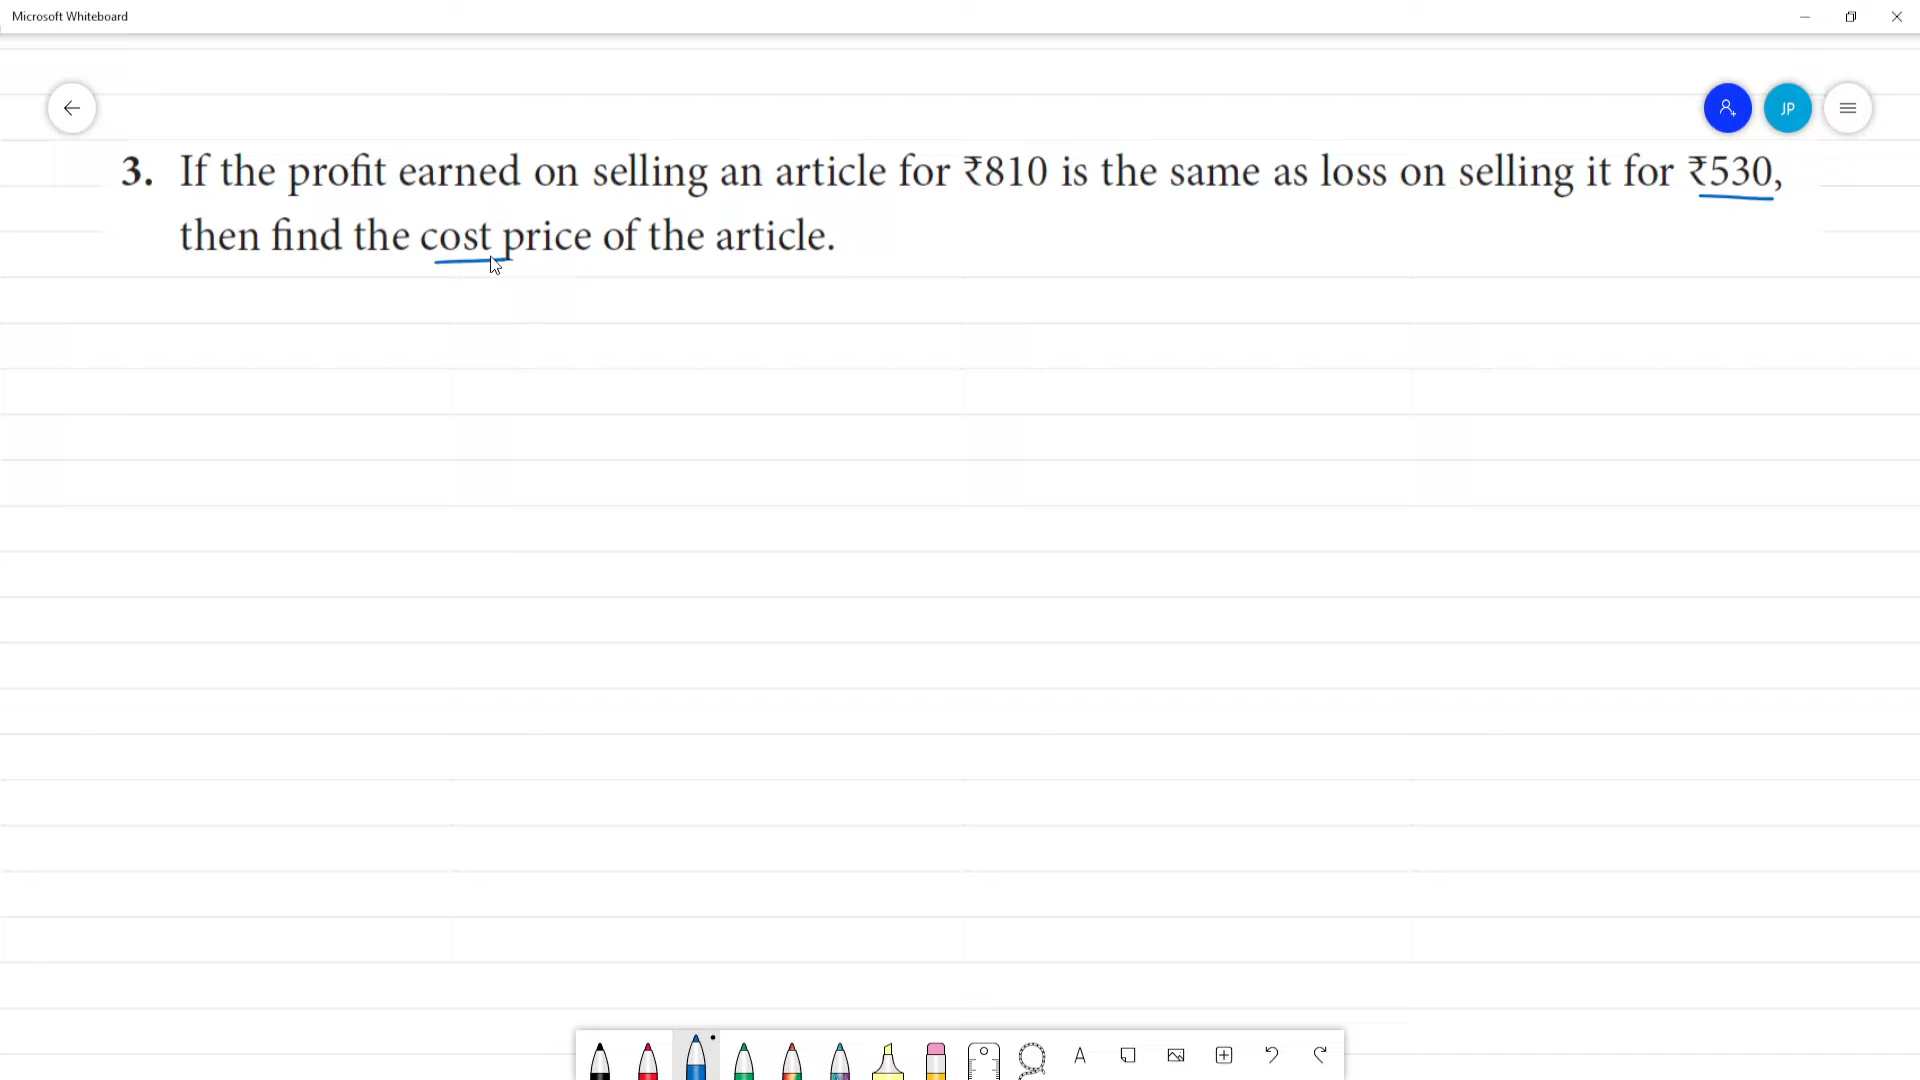 Microsoft Whiteboard
JP
3. If the profit earned on selling an article for ₹810 is the same as loss on selling it for ₹530,
then find the cost price of the article.
A